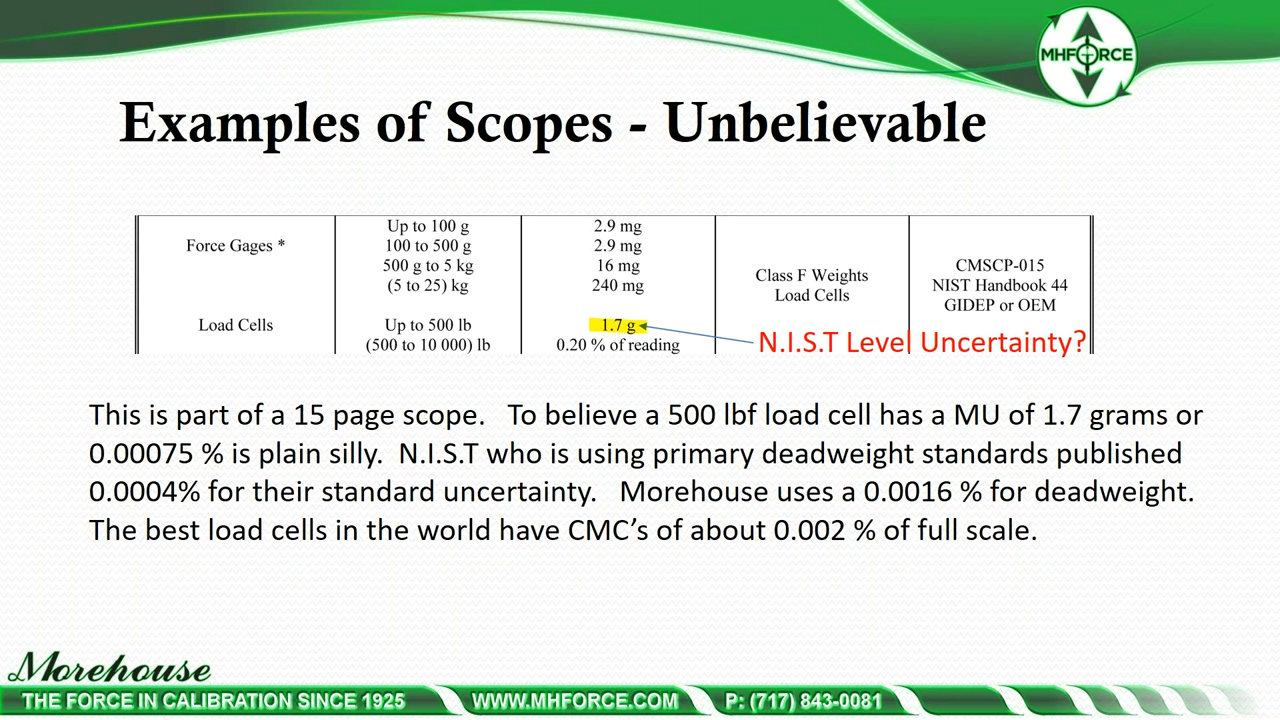 MHFORCE
Examples of Scopes - Unbelievable
Force Gages *
Up to 100 g
100 to 500 g
500 g to 5 kg
(5 to 25) kg
2.9 mg
2.9 mg
16 mg
240 mg
Class F Weights
Load Cells
CMSCP-015
NIST Handbook 44
GIDEP or OEM
Load Cells
Up to 500 lb
(500 to 10 000) lb
1.7 g
0.20 % of reading
N.I.S.T Level Uncertainty?
This is part of a 15 page scope. To believe a 500 lbf load cell has a MU of 1.7 grams or
0.00075 % is plain silly. N.I.S.T who is using primary deadweight standards published
0.0004% for their standard uncertainty. Morehouse uses a 0.0016 % for deadweight.
The best load cells in the world have CMC’s of about 0.002 % of full scale.
Morehouse
THE FORCE IN CALIBRATION SINCE 1925
WWW.MHFORCE.COM
P: (717) 843-0081